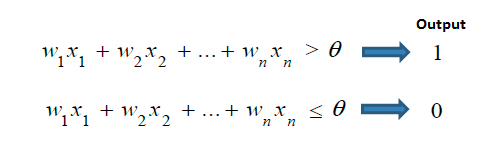 Output
w₁x₁ + w₂x₂ + ... + wₙxₙ > θ 1
w₁x₁ + w₂x₂ + ... + wₙxₙ ≤ θ 0